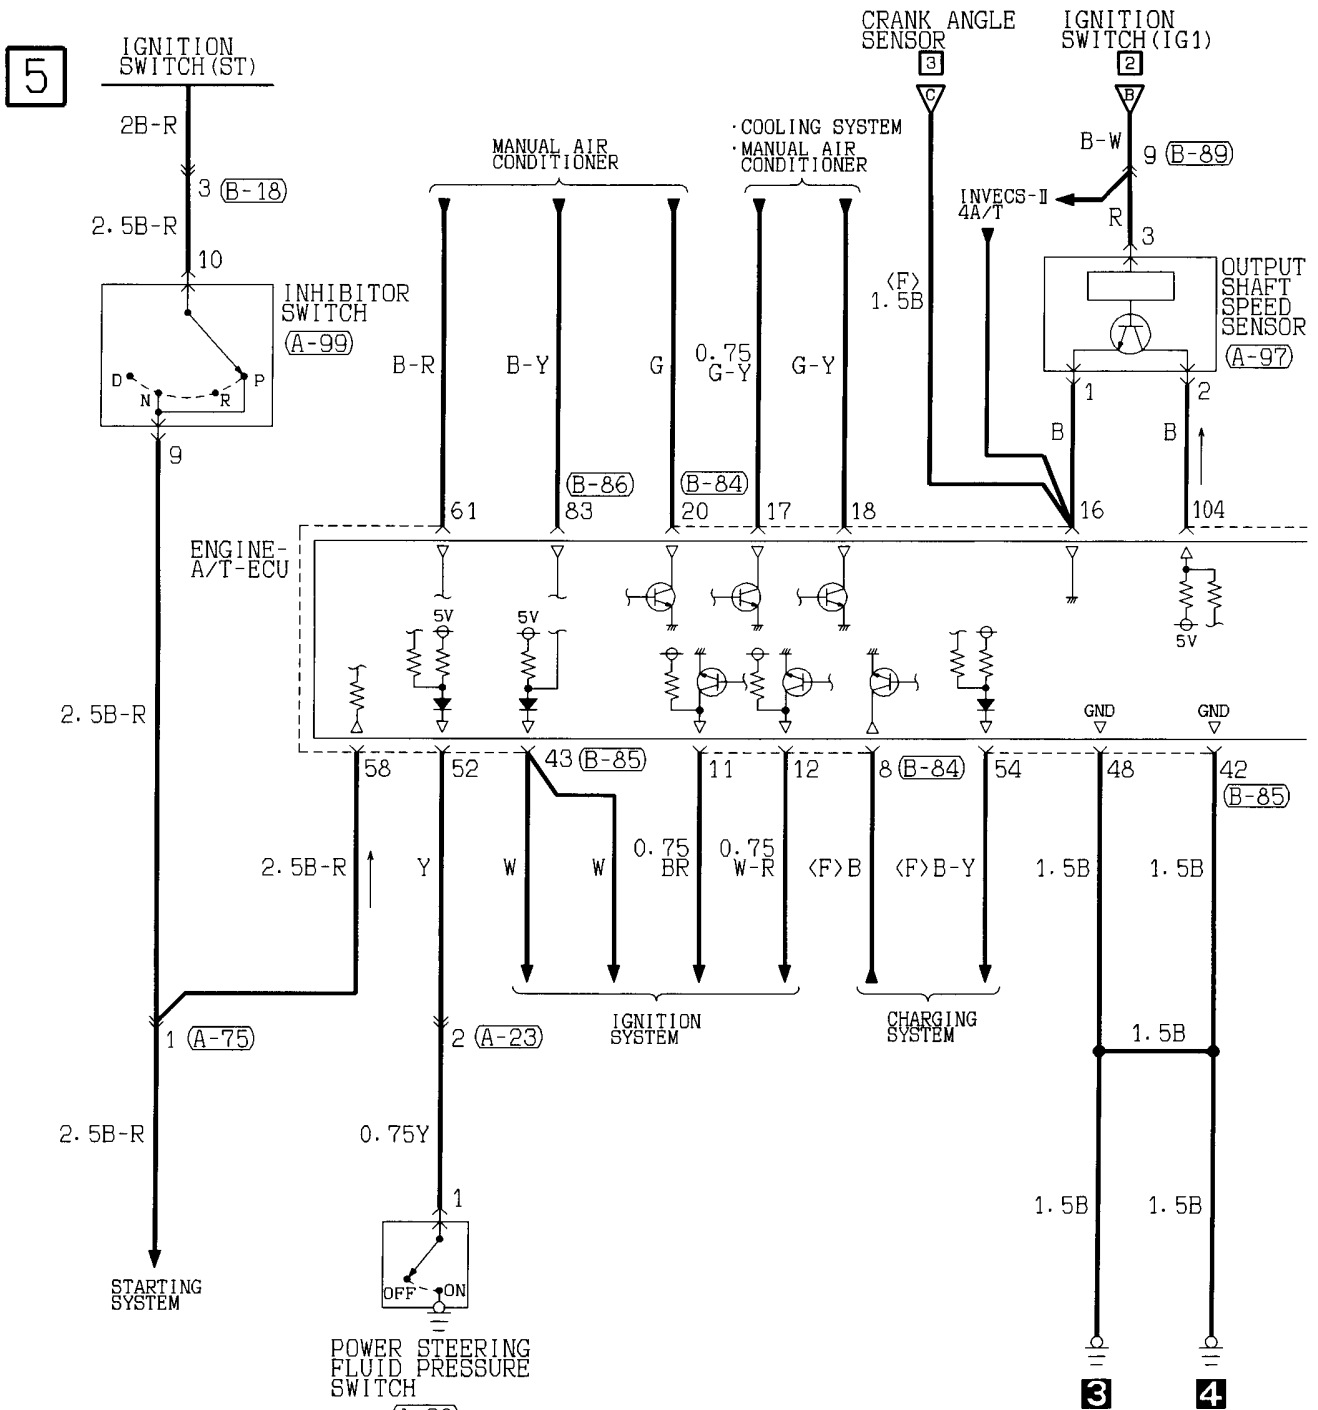 5
IGNITION
SWITCH(ST)
CRANK ANGLE
SENSOR
3
C
IGNITION
SWITCH(IG1)
2
B
2B-R
3 (B-18)
2.5B-R
10
INHIBITOR
SWITCH
(A-99)
D
N
R
P
9
MANUAL AIR
CONDITIONER
·COOLING SYSTEM
·MANUAL AIR
CONDITIONER
B-W
9 (B-89)
INVECS-II
4A/T
R
3
OUTPUT
SHAFT
SPEED
SENSOR
(A-97)
1
2
<F>
1.5B
B-R
B-Y
G
0.75
G-Y
G-Y
B
B
(B-86)
(B-84)
61
83
20
17
18
16
104
ENGINE-
A/T-ECU
5V
5V
5V
GND
GND
2.5B-R
58
52
43 (B-85)
11
12
8 (B-84)
54
48
42
(B-85)
2.5B-R
Y
W
W
0.75
BR
0.75
W-R
<F>B
<F>B-Y
1.5B
1.5B
IGNITION
SYSTEM
CHARGING
SYSTEM
1 (A-75)
2 (A-23)
1.5B
2.5B-R
0.75Y
1
1.5B
1.5B
STARTING
SYSTEM
OFF
ON
POWER STEERING
FLUID PRESSURE
SWITCH
3
4